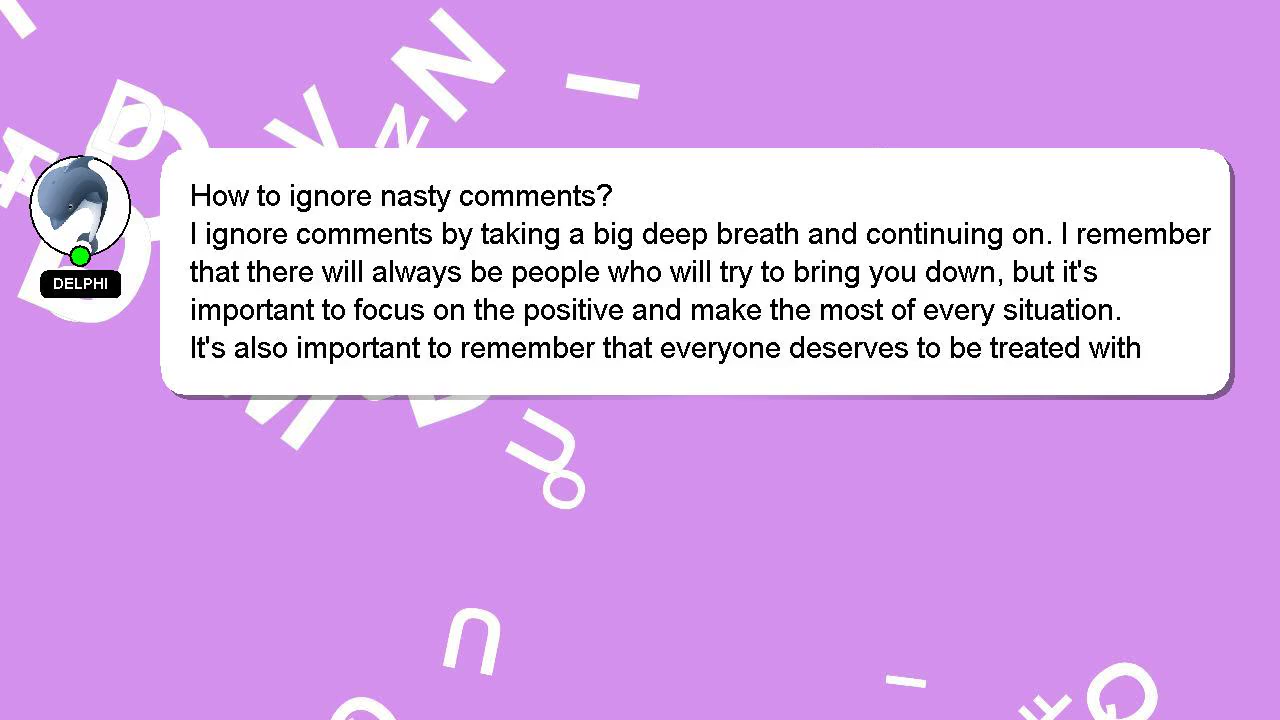 DELPHI
How to ignore nasty comments?
I ignore comments by taking a big deep breath and continuing on. I remember
that there will always be people who will try to bring you down, but it's
important to focus on the positive and make the most of every situation.
It's also important to remember that everyone deserves to be treated with